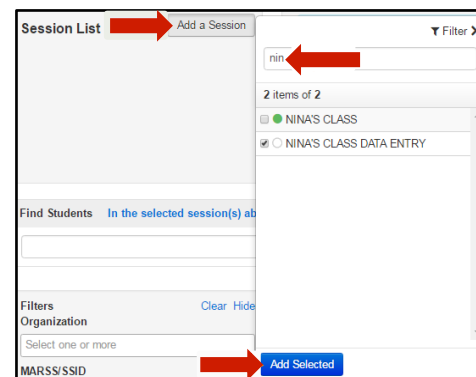 Session List
Add a Session
Filter X
nin
2 items of 2
NINA'S CLASS
NINA'S CLASS DATA ENTRY
Find Students In the selected session(s) ab
Filters Clear Hide
Organization
Select one or more
MARSS/SSID
Add Selected